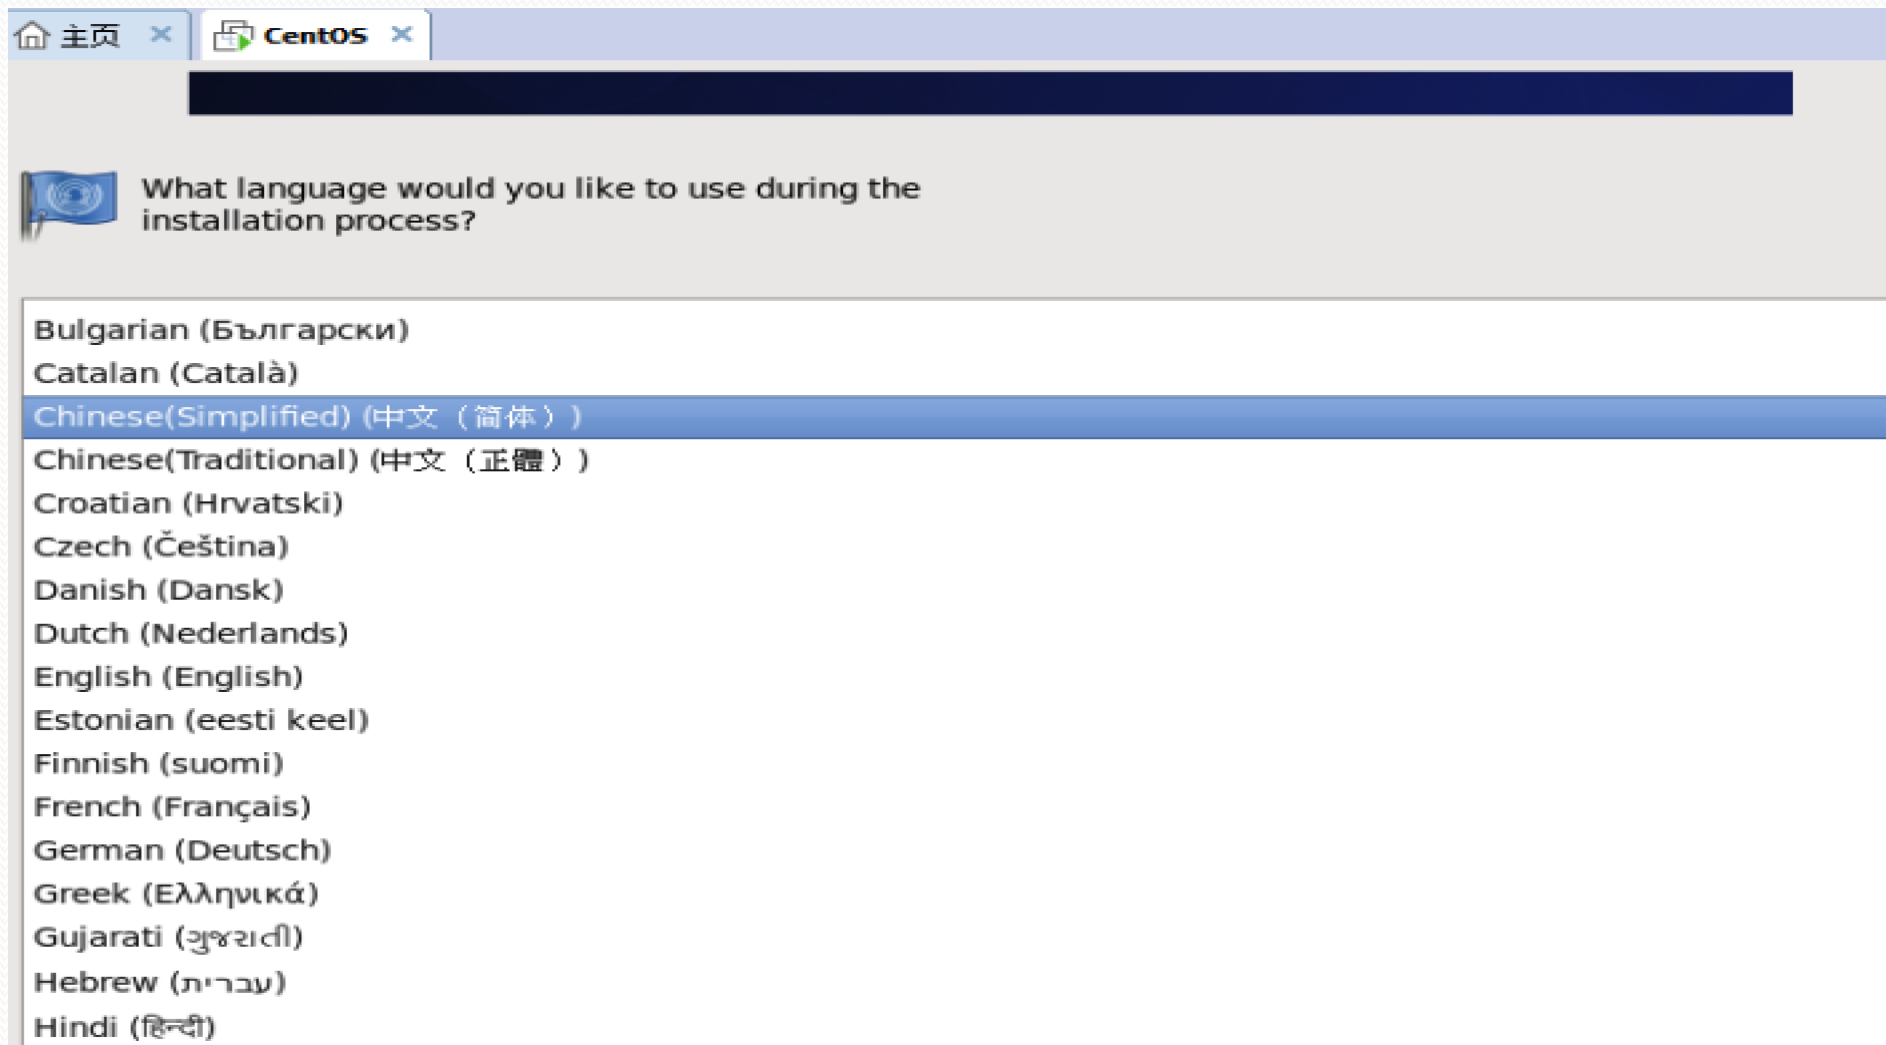 主页
CentOS
What language would you like to use during the
installation process?
Bulgarian (Български)
Catalan (Català)
Chinese(Simplified) (中文（简体）)
Chinese(Traditional) (中文（正體）)
Croatian (Hrvatski)
Czech (Čeština)
Danish (Dansk)
Dutch (Nederlands)
English (English)
Estonian (eesti keel)
Finnish (suomi)
French (Français)
German (Deutsch)
Greek (Ελληνικά)
Gujarati (ગુજરાતી)
Hebrew (עברית)
Hindi (हिन्दी)